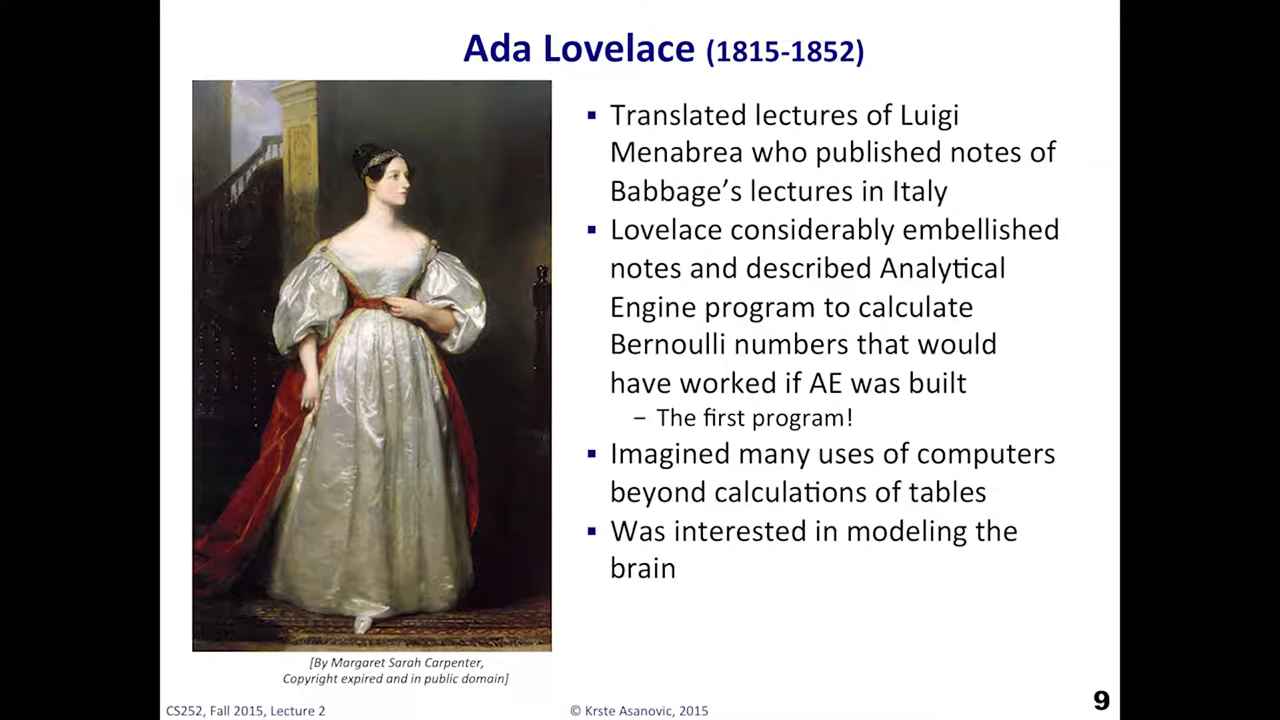 Ada Lovelace (1815-1852)
▪ Translated lectures of Luigi
Menabrea who published notes of
Babbage’s lectures in Italy
▪ Lovelace considerably embellished
notes and described Analytical
Engine program to calculate
Bernoulli numbers that would
have worked if AE was built
– The first program!
▪ Imagined many uses of computers
beyond calculations of tables
▪ Was interested in modeling the
brain
[By Margaret Sarah Carpenter,
Copyright expired and in public domain]
CS252, Fall 2015, Lecture 2
© Krste Asanovic, 2015
9